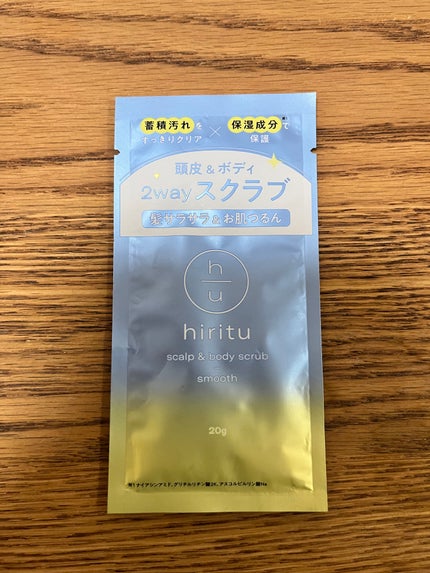 蓄積汚れを × 保湿成分で
すっきりクリア 保護
頭皮 & ボディ
2wayスクラブ
髪サラサラ & お肌つるん
h
u
hiritu
scalp & body scrub
smooth
20g
ナイアシンアミド、グリチルリチン酸2K、アスコルビルリン酸Na